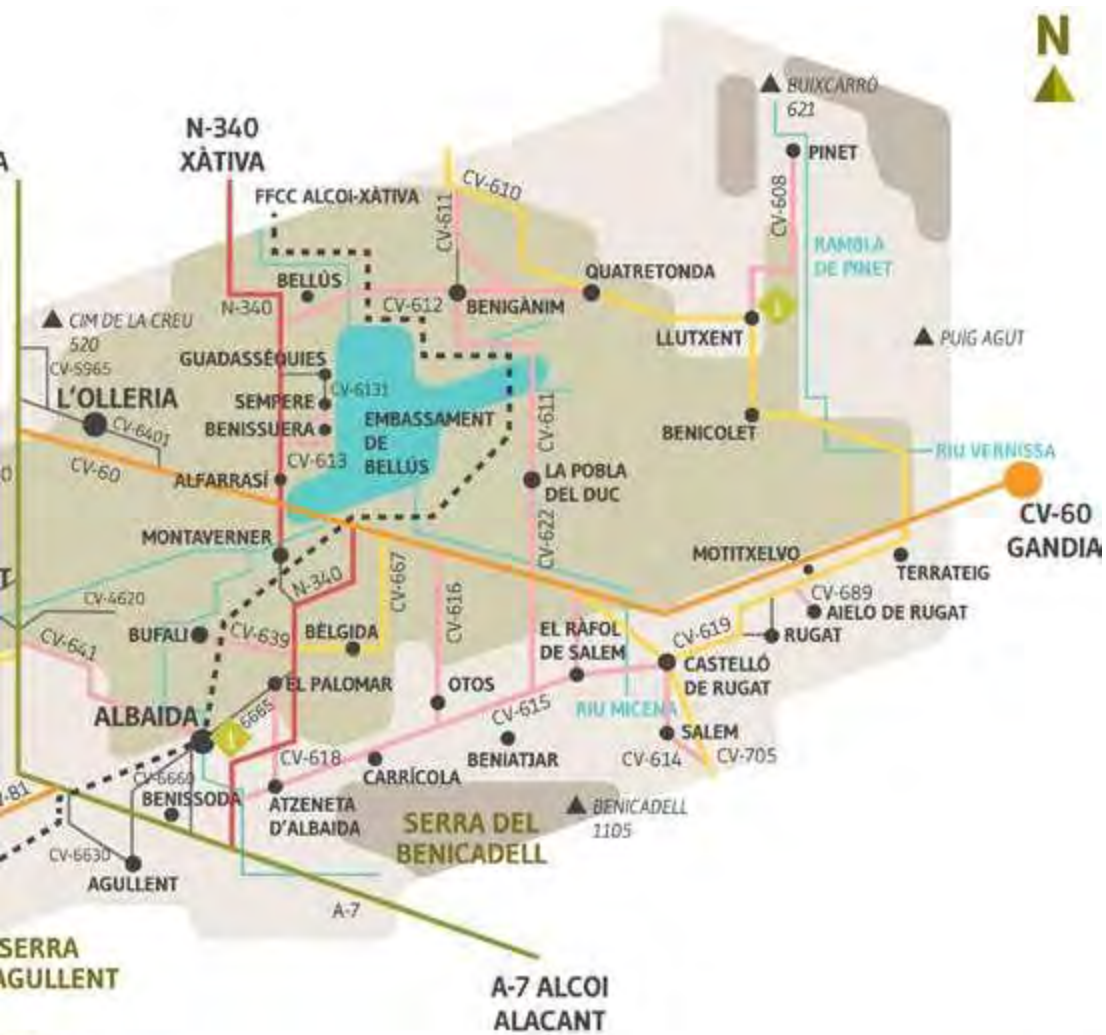 N
BUIXCARRÓ
621
N-340
XÀTIVA
PINET
A
FFCC ALCOI-XÀTIVA
CV-610
CV-611
CV-608
RAMBLA
DE PINET
QUATRETONDA
BELLÚS
N-340
CV-612
BENIGÀNIM
CIM DE LA CREU
520
LLUTXENT
PUIG AGUT
GUADASSÉQUIES
CV-5965
L'OLLERIA
CV-6131
SEMPERE
CV-6401
BENISSUERA
EMBASSAMENT
DE
BELLÚS
CV-611
BENICOLET
CV-613
CV-60
RIU VERNISSA
ALFARRASÍ
LA POBLA
DEL DUC
0
CV-60
GANDIA
MONTAVERNER
CV-622
MOTITXELVO
TERRATEIG
T
N-340
CV-667
CV-616
CV-689
CV-4620
AIELO DE RUGAT
BUFALI
CV-639
BÈLGIDA
EL RÀFOL
DE SALEM
CV-619
RUGAT
CV-641
CASTELLÓ
DE RUGAT
EL PALOMAR
OTOS
6665
CV-615
RIU MICENA
ALBAIDA
SALEM
CV-618
BENIATJAR
CV-614
CV-705
CARRÍCOLA
CV-6660
BENISSODA
-81
ATZENETA
D'ALBAIDA
SERRA DEL
BENICADELL
BENICADELL
1105
CV-6630
AGULLENT
A-7
SERRA
AGULLENT
A-7 ALCOI
ALACANT